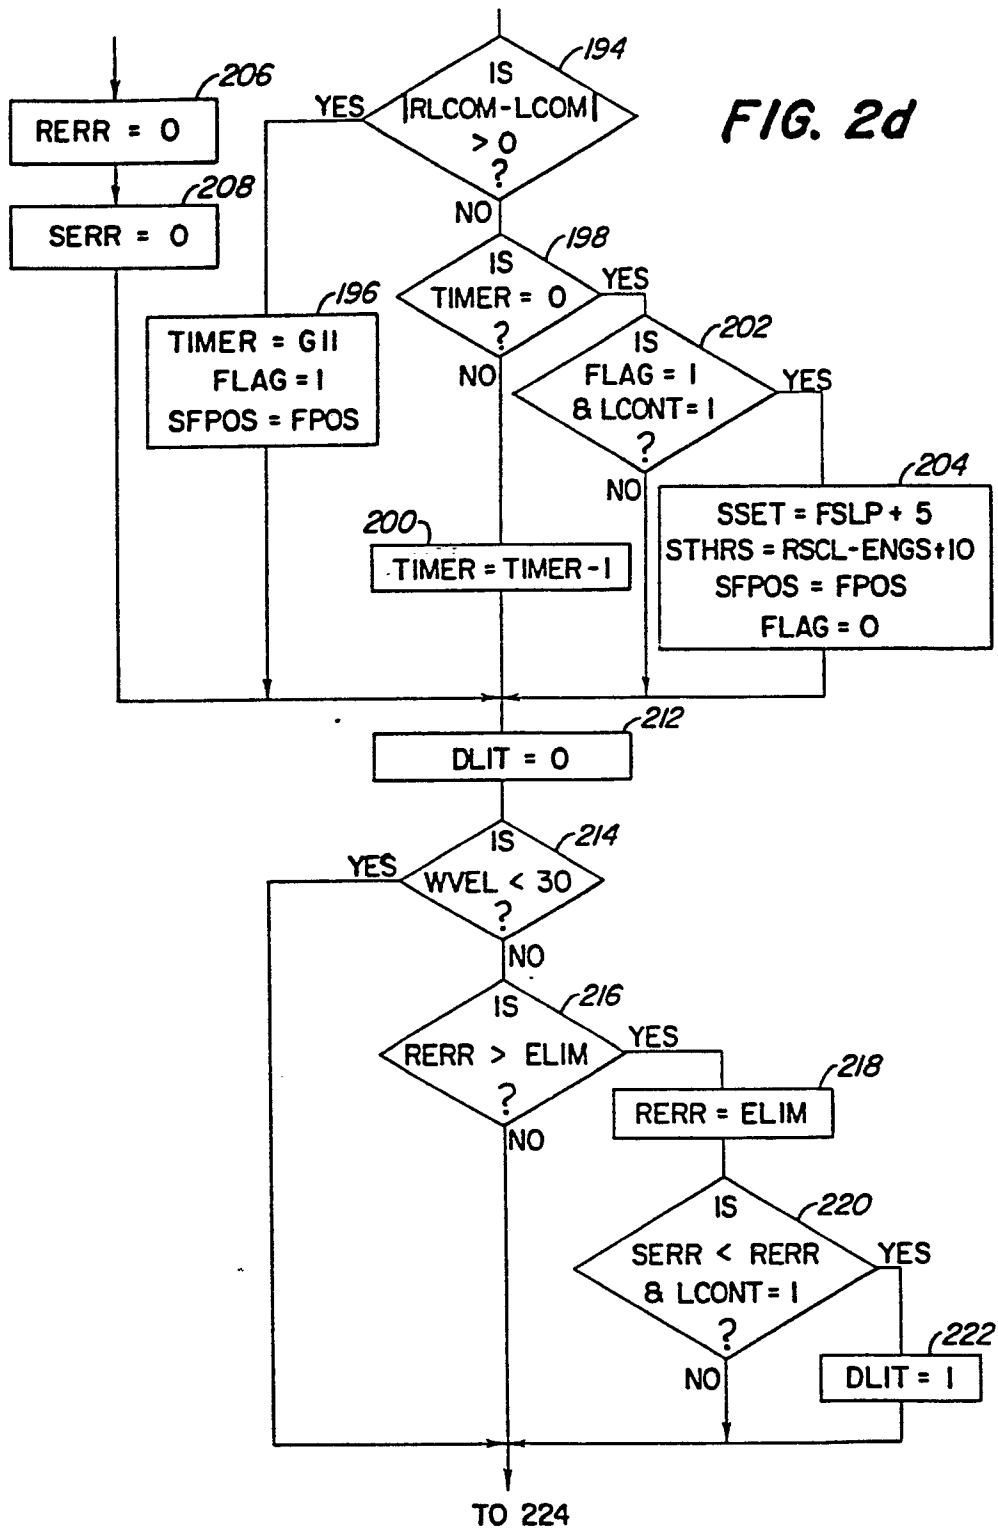 FIG. 2d
206
RERR = 0
208
SERR = 0
194
IS
|RLCOM-LCOM|
> 0
?
YES
NO
196
TIMER = G11
FLAG = 1
SFPOS = FPOS
198
IS
TIMER = 0
?
YES
NO
202
IS
FLAG = 1
& LCONT = 1
?
YES
NO
204
SSET = FSLP + 5
STHRS = RSCL-ENGS+10
SFPOS = FPOS
FLAG = 0
200
TIMER = TIMER-1
212
DLIT = 0
214
IS
WVEL < 30
?
YES
NO
216
IS
RERR > ELIM
?
YES
NO
218
RERR = ELIM
220
IS
SERR < RERR
& LCONT = 1
?
YES
NO
222
DLIT = 1
TO 224